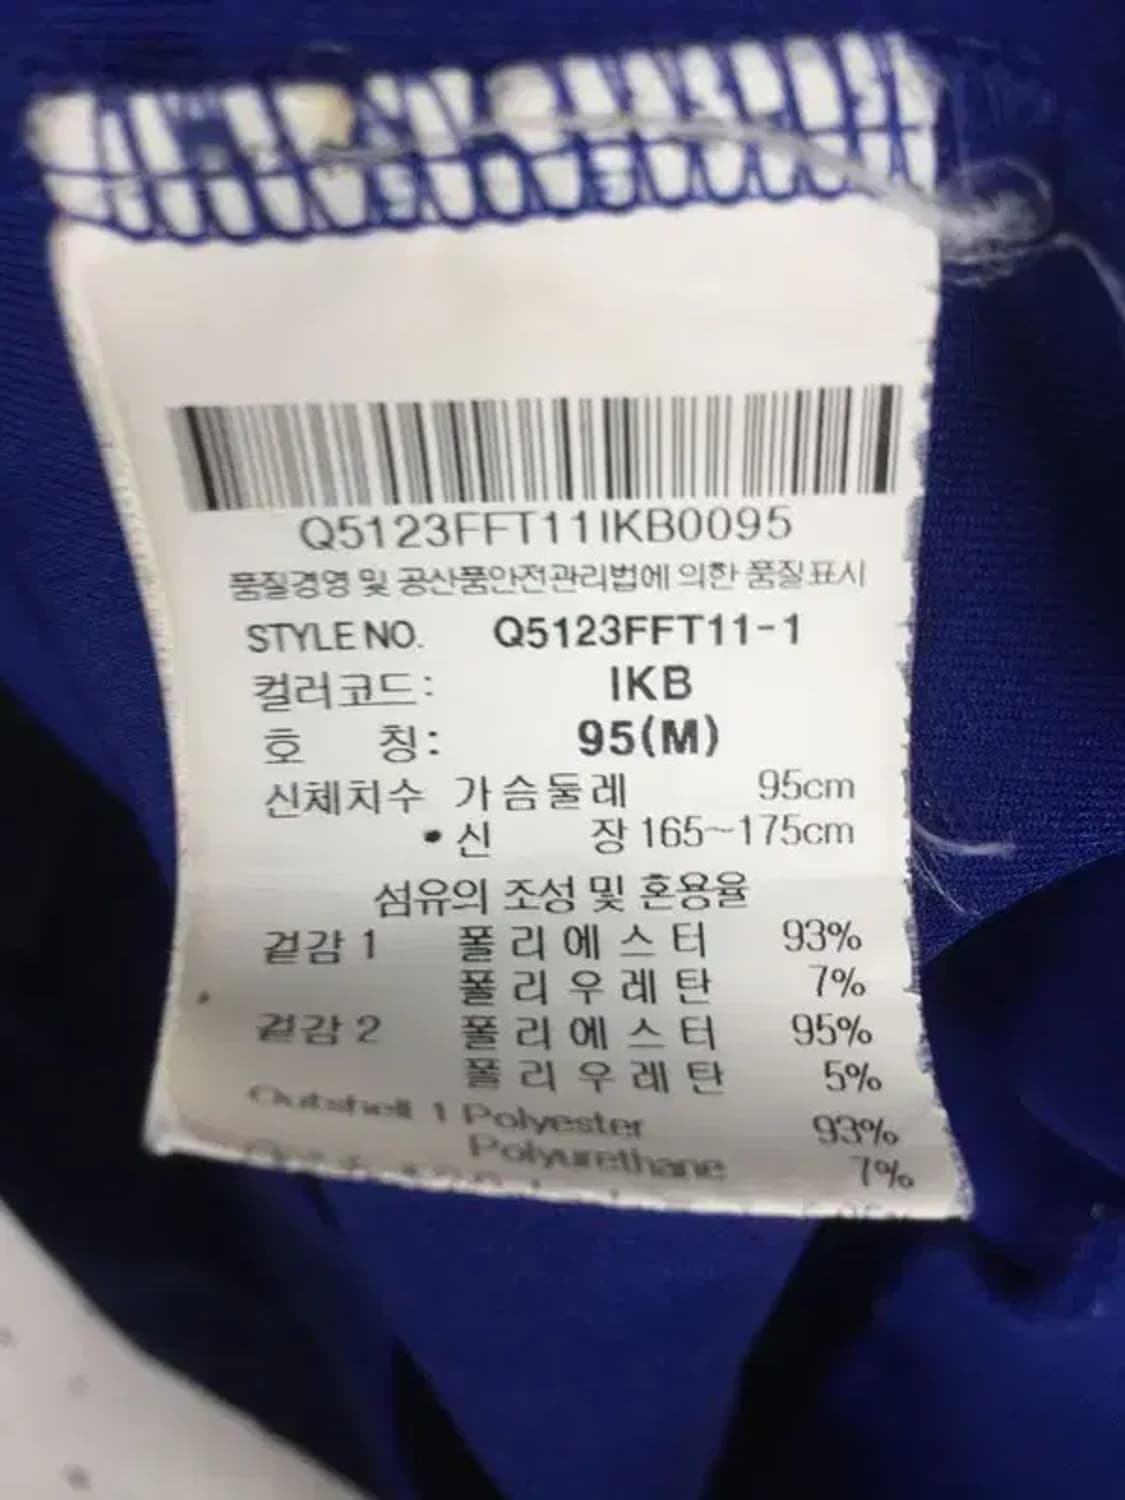 Q5123FFT11IKB0095
품질경영 및 공산품안전관리법에 의한 품질표시
STYLE NO. Q5123FFT11-1
컬러코드: IKB
호 칭: 95(M)
신체치수 가슴둘레 95cm
•신 장 165~175cm
섬유의 조성 및 혼용율
겉감 1 폴리에스터 93%
폴리우레탄 7%
겉감 2 폴리에스터 95%
폴리우레탄 5%
Outshell 1 Polyester 93%
Polyurethane 7%